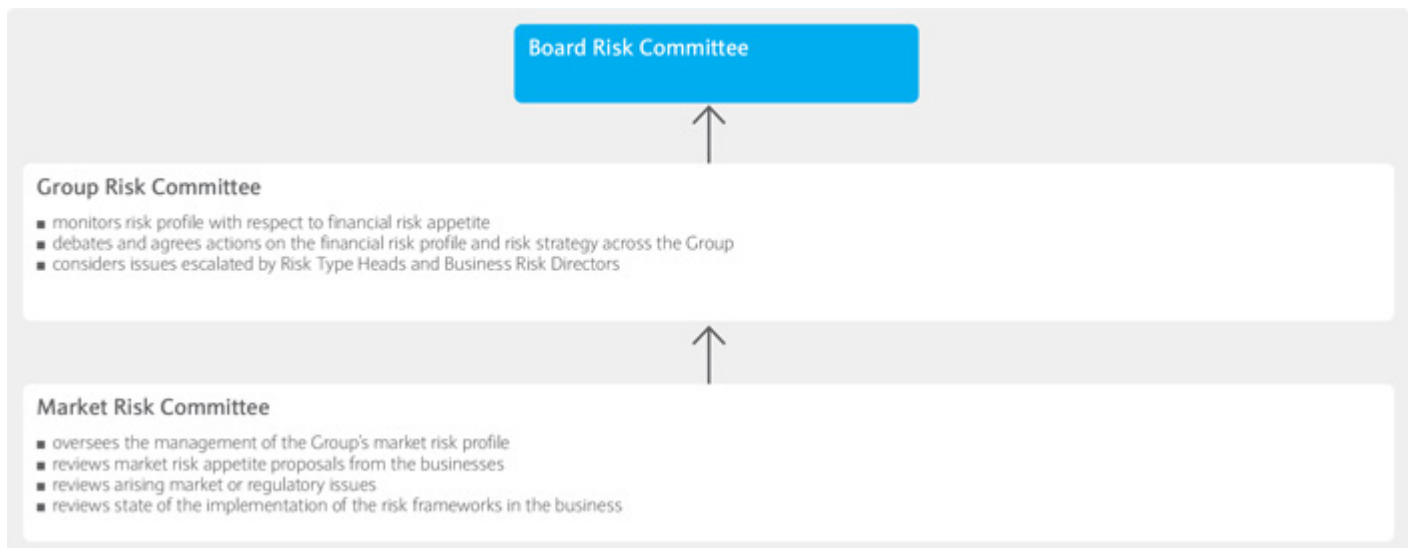 Board Risk Committee
Group Risk Committee
▪ monitors risk profile with respect to financial risk appetite
▪ debates and agrees actions on the financial risk profile and risk strategy across the Group
▪ considers issues escalated by Risk Type Heads and Business Risk Directors
Market Risk Committee
▪ oversees the management of the Group's market risk profile
▪ reviews market risk appetite proposals from the businesses
▪ reviews arising market or regulatory issues
▪ reviews state of the implementation of the risk frameworks in the business